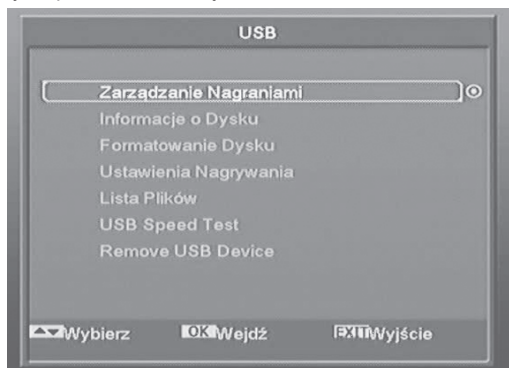 USB
Zarządzanie Nagraniami
Informacje o Dysku
Formatowanie Dysku
Ustawienia Nagrywania
Lista Plików
USB Speed Test
Remove USB Device
Wybierz OK Wejdź EXIT Wyjście